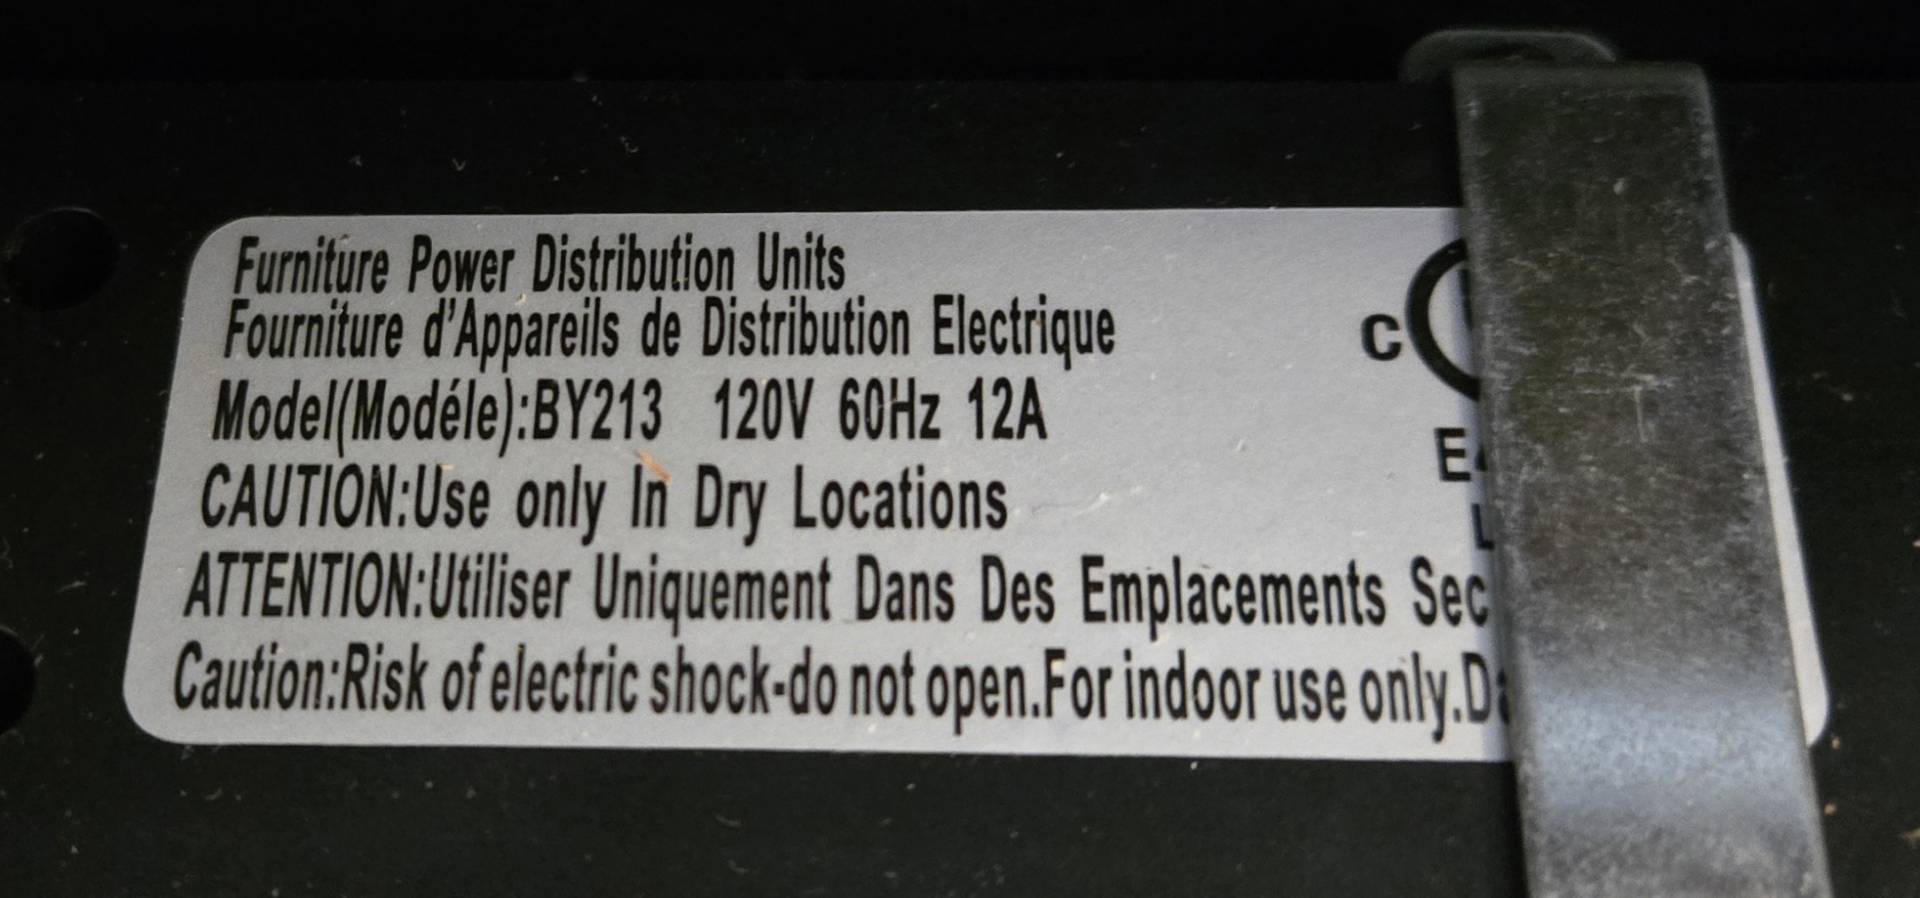 Furniture Power Distribution Units
Fourniture d'Appareils de Distribution Electrique
C
Model(Modéle):BY213 120V 60Hz 12A
CAUTION:Use only In Dry Locations
ATTENTION:Utiliser Uniquement Dans Des Emplacements
Caution:Risk of electric shock-do not open.For indoor use only.